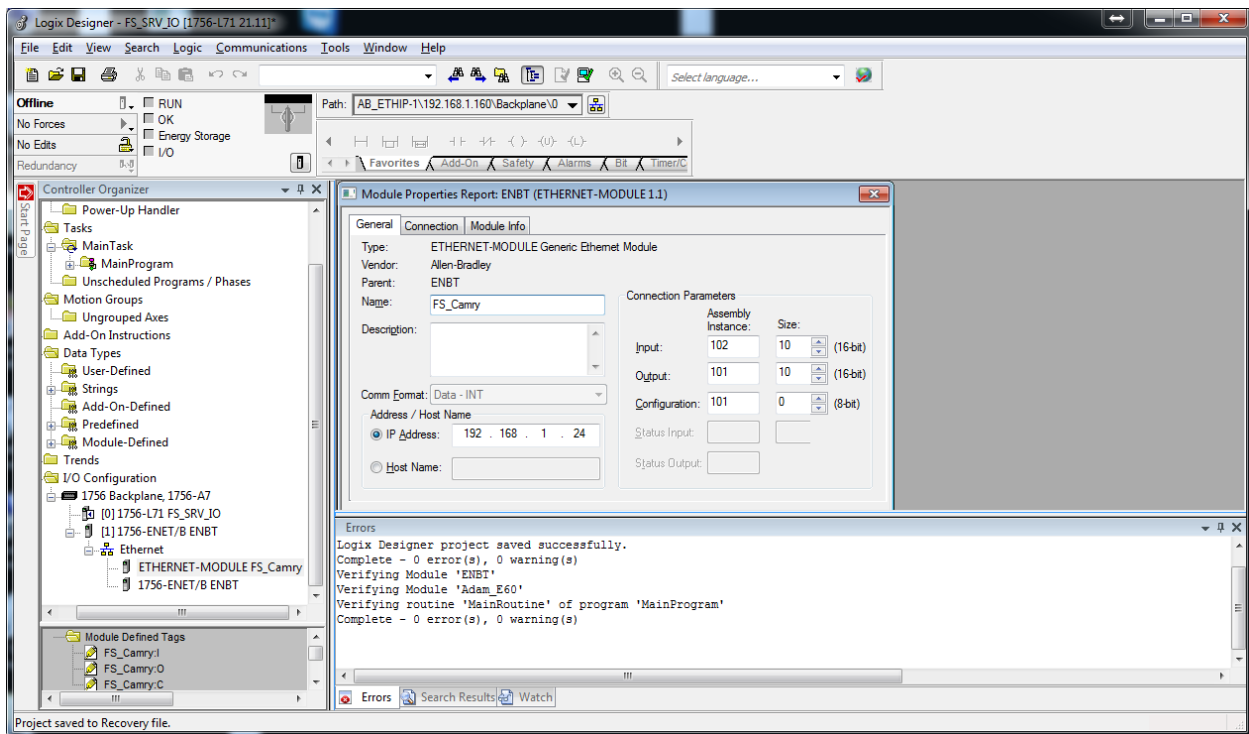 Logix Designer - FS_SRV_IO [1756-L71 21.11]*
File Edit View Search Logic Communications Tools Window Help
Select language...
Offline
RUN
No Forces
OK
No Edits
Energy Storage
Redundancy
I/O
Path: AB_ETHIP-1\192.168.1.160\Backplane\0
Favorites Add-On Safety Alarms Bit Timer/C
Start Page
Controller Organizer
Power-Up Handler
Tasks
MainTask
MainProgram
Unscheduled Programs / Phases
Motion Groups
Ungrouped Axes
Add-On Instructions
Data Types
User-Defined
Strings
Add-On-Defined
Predefined
Module-Defined
Trends
I/O Configuration
1756 Backplane, 1756-A7
[0] 1756-L71 FS_SRV_IO
[1] 1756-ENET/B ENBT
Ethernet
ETHERNET-MODULE FS_Camry
1756-ENET/B ENBT
Module Defined Tags
FS_Camry:I
FS_Camry:O
FS_Camry:C
Module Properties Report: ENBT (ETHERNET-MODULE 1.1)
General Connection Module Info
Type: ETHERNET-MODULE Generic Ethernet Module
Vendor: Allen-Bradley
Parent: ENBT
Name: FS_Camry
Description:
Comm Format: Data - INT
Address / Host Name
IP Address: 192 . 168 . 1 . 24
Host Name:
Connection Parameters
Assembly Instance: Size:
Input: 102 10 (16-bit)
Output: 101 10 (16-bit)
Configuration: 101 0 (8-bit)
Status Input:
Status Output:
Errors
Logix Designer project saved successfully.
Complete - 0 error(s), 0 warning(s)
Verifying Module 'ENBT'
Verifying Module 'Adam_E60'
Verifying routine 'MainRoutine' of program 'MainProgram'
Complete - 0 error(s), 0 warning(s)
Errors Search Results Watch
Project saved to Recovery file.